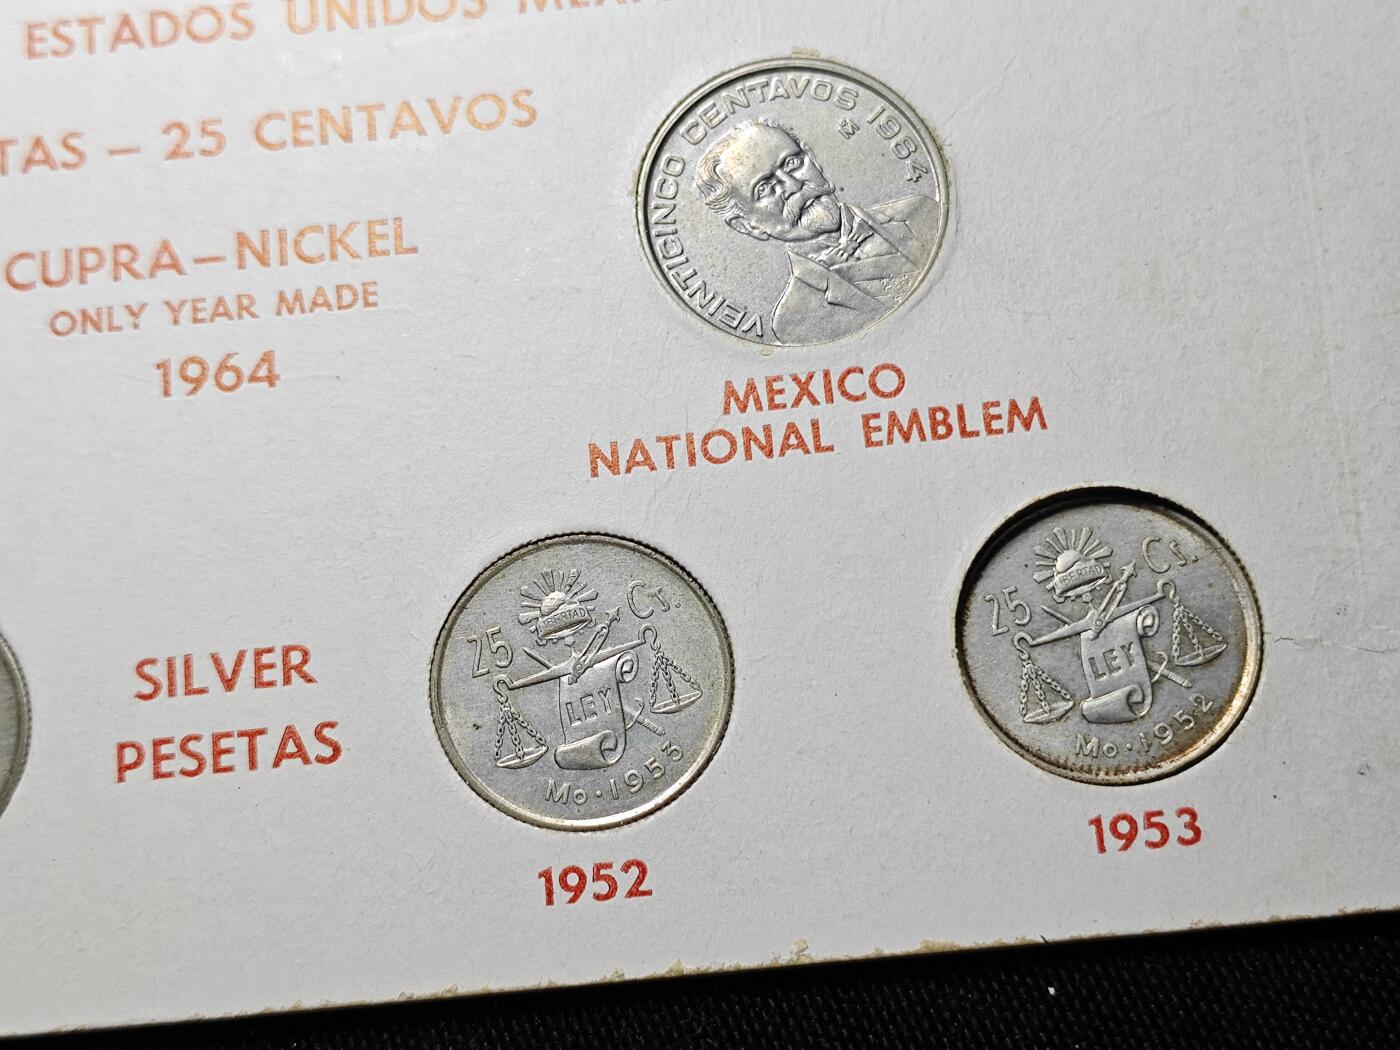 ESTADOS UNIDOS
TAS – 25 CENTAVOS
CUPRA–NICKEL
ONLY YEAR MADE
1964
VEINTICINCO CENTAVOS 1964
M
MEXICO
NATIONAL EMBLEM
SILVER
PESETAS
LIBERTAD
25 Cs.
LEY
Mo·1953
1952
LIBERTAD
25 Cs.
LEY
Mo·1952
1953